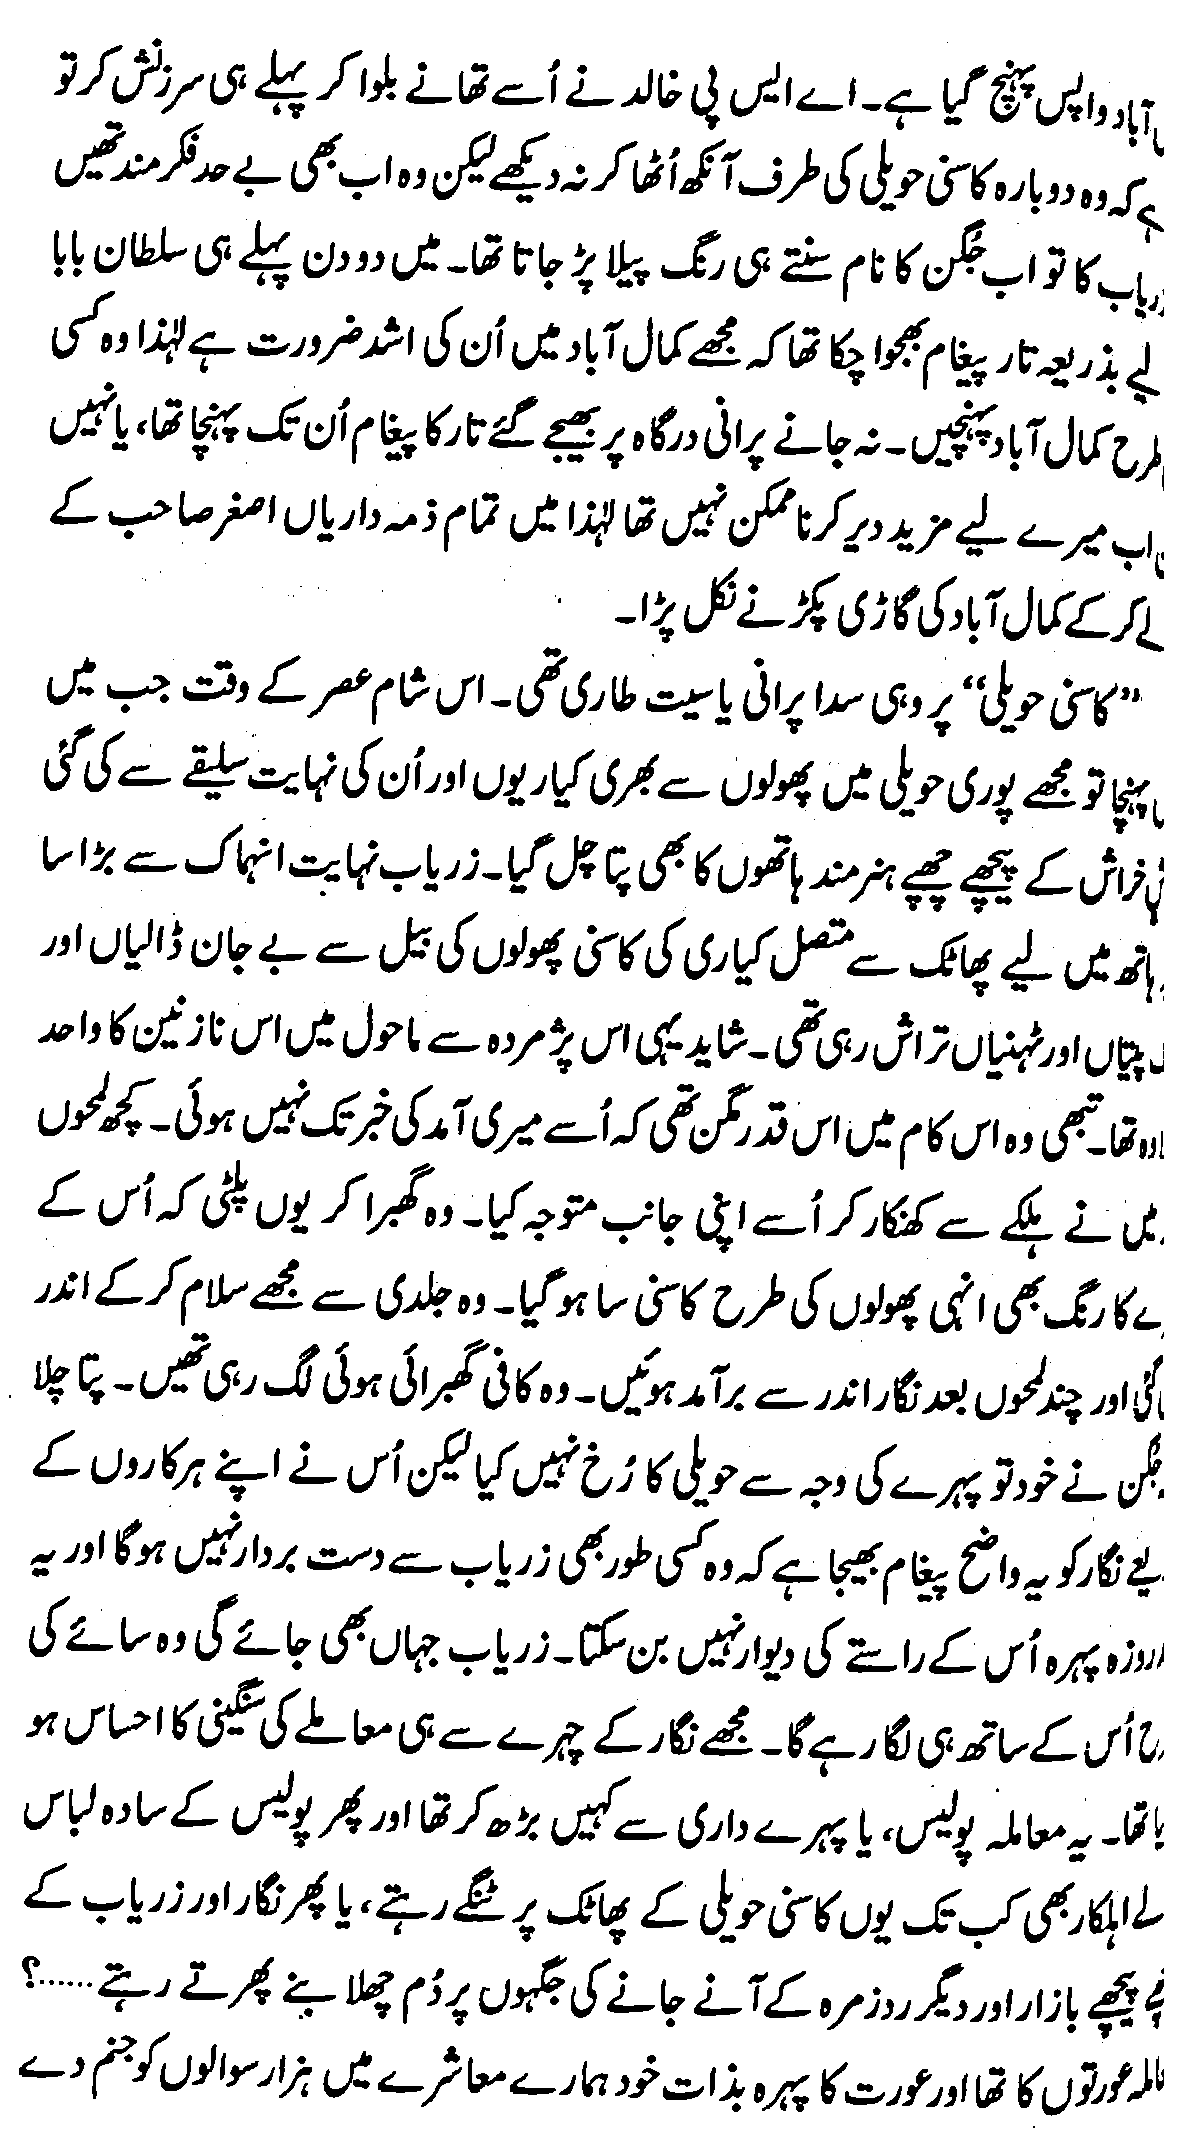 آباد واپس پہنچ گیا ہے۔ اے ایس پی خالد نے اُسے تھانے بلوا کر پہلے ہی سرزنش کر تو
ہے کہ وہ دوبارہ کاسنی حویلی کی طرف آنکھ اُٹھا کر نہ دیکھے لیکن وہ اب بھی بے حد فکر مند تھیں
ریاب کا تو اب جُگن کا نام سنتے ہی رنگ پیلا پڑ جاتا تھا۔ میں دو دن پہلے ہی سلطان بابا
لیے بذریعہ تار پیغام بھجوا چکا تھا کہ مجھے کمال آباد میں اُن کی اشد ضرورت ہے لہٰذا وہ کسی
طرح کمال آباد پہنچیں۔ نہ جانے پرانی درگاہ پر بھیجے گئے تار کا پیغام اُن تک پہنچا تھا، یا نہیں
اب میرے لیے مزید دیر کرنا ممکن نہیں تھا لہٰذا میں تمام ذمہ داریاں اصغر صاحب کے
لے کر کے کمال آباد کی گاڑی پکڑنے نکل پڑا۔
”کاسنی حویلی“ پر وہی سدا پرانی یاسیت طاری تھی۔ اس شام عصر کے وقت جب میں
پہنچا تو مجھے پوری حویلی میں پھولوں سے بھری کیاریوں اور اُن کی نہایت سلیقے سے کی گئی
خراش کے پیچھے چھپے ہنر مند ہاتھوں کا بھی پتا چل گیا۔ زریاب نہایت انہماک سے بڑا سا
ہاتھ میں لیے پھاٹک سے متصل کیاری کی کاسنی پھولوں کی بیل سے بے جان ڈالیاں اور
پتیاں اور ٹہنیاں تراش رہی تھی۔ شاید یہی اس پژمردہ سے ماحول میں اس نازنین کا واحد
تھا۔ تبھی وہ اس کام میں اس قدر مگن تھی کہ اُسے میری آمد کی خبر تک نہیں ہوئی۔ کچھ لمحوں
میں نے ہلکے سے کھنکار کر اُسے اپنی جانب متوجہ کیا۔ وہ گھبرا کر یوں پلٹی کہ اُس کے
کا رنگ بھی انہی پھولوں کی طرح کاسنی سا ہو گیا۔ وہ جلدی سے مجھے سلام کر کے اندر
گئی اور چند لمحوں بعد نگار اندر سے برآمد ہوئیں۔ وہ کافی گھبرائی ہوئی لگ رہی تھیں۔ پتا چلا
جُگن نے خود تو پہرے کی وجہ سے حویلی کا رُخ نہیں کیا لیکن اُس نے اپنے ہرکاروں کے
یعے نگار کو یہ واضح پیغام بھیجا ہے کہ وہ کسی طور بھی زریاب سے دست بردار نہیں ہوگا اور یہ
روزہ پہرہ اُس کے راستے کی دیوار نہیں بن سکتا۔ زریاب جہاں بھی جائے گی وہ سائے کی
رح اُس کے ساتھ ہی لگا رہے گا۔ مجھے نگار کے چہرے سے ہی معاملے کی سنگینی کا احساس ہو
یا تھا۔ یہ معاملہ پولیس، یا پہرے داری سے کہیں بڑھ کر تھا اور پھر پولیس کے سادہ لباس
لے اہلکار بھی کب تک یوں کاسنی حویلی کے پھاٹک پر ٹنگے رہتے، یا پھر نگار اور زریاب کے
پیچھے بازار اور دیگر روزمرہ کے آنے جانے کی جگہوں پر دُم چھلا بنے پھرتے رہتے......؟
املہ عورتوں کا تھا اور عورت کا پہرہ بذات خود ہمارے معاشرے میں ہزار سوالوں کو جنم دے